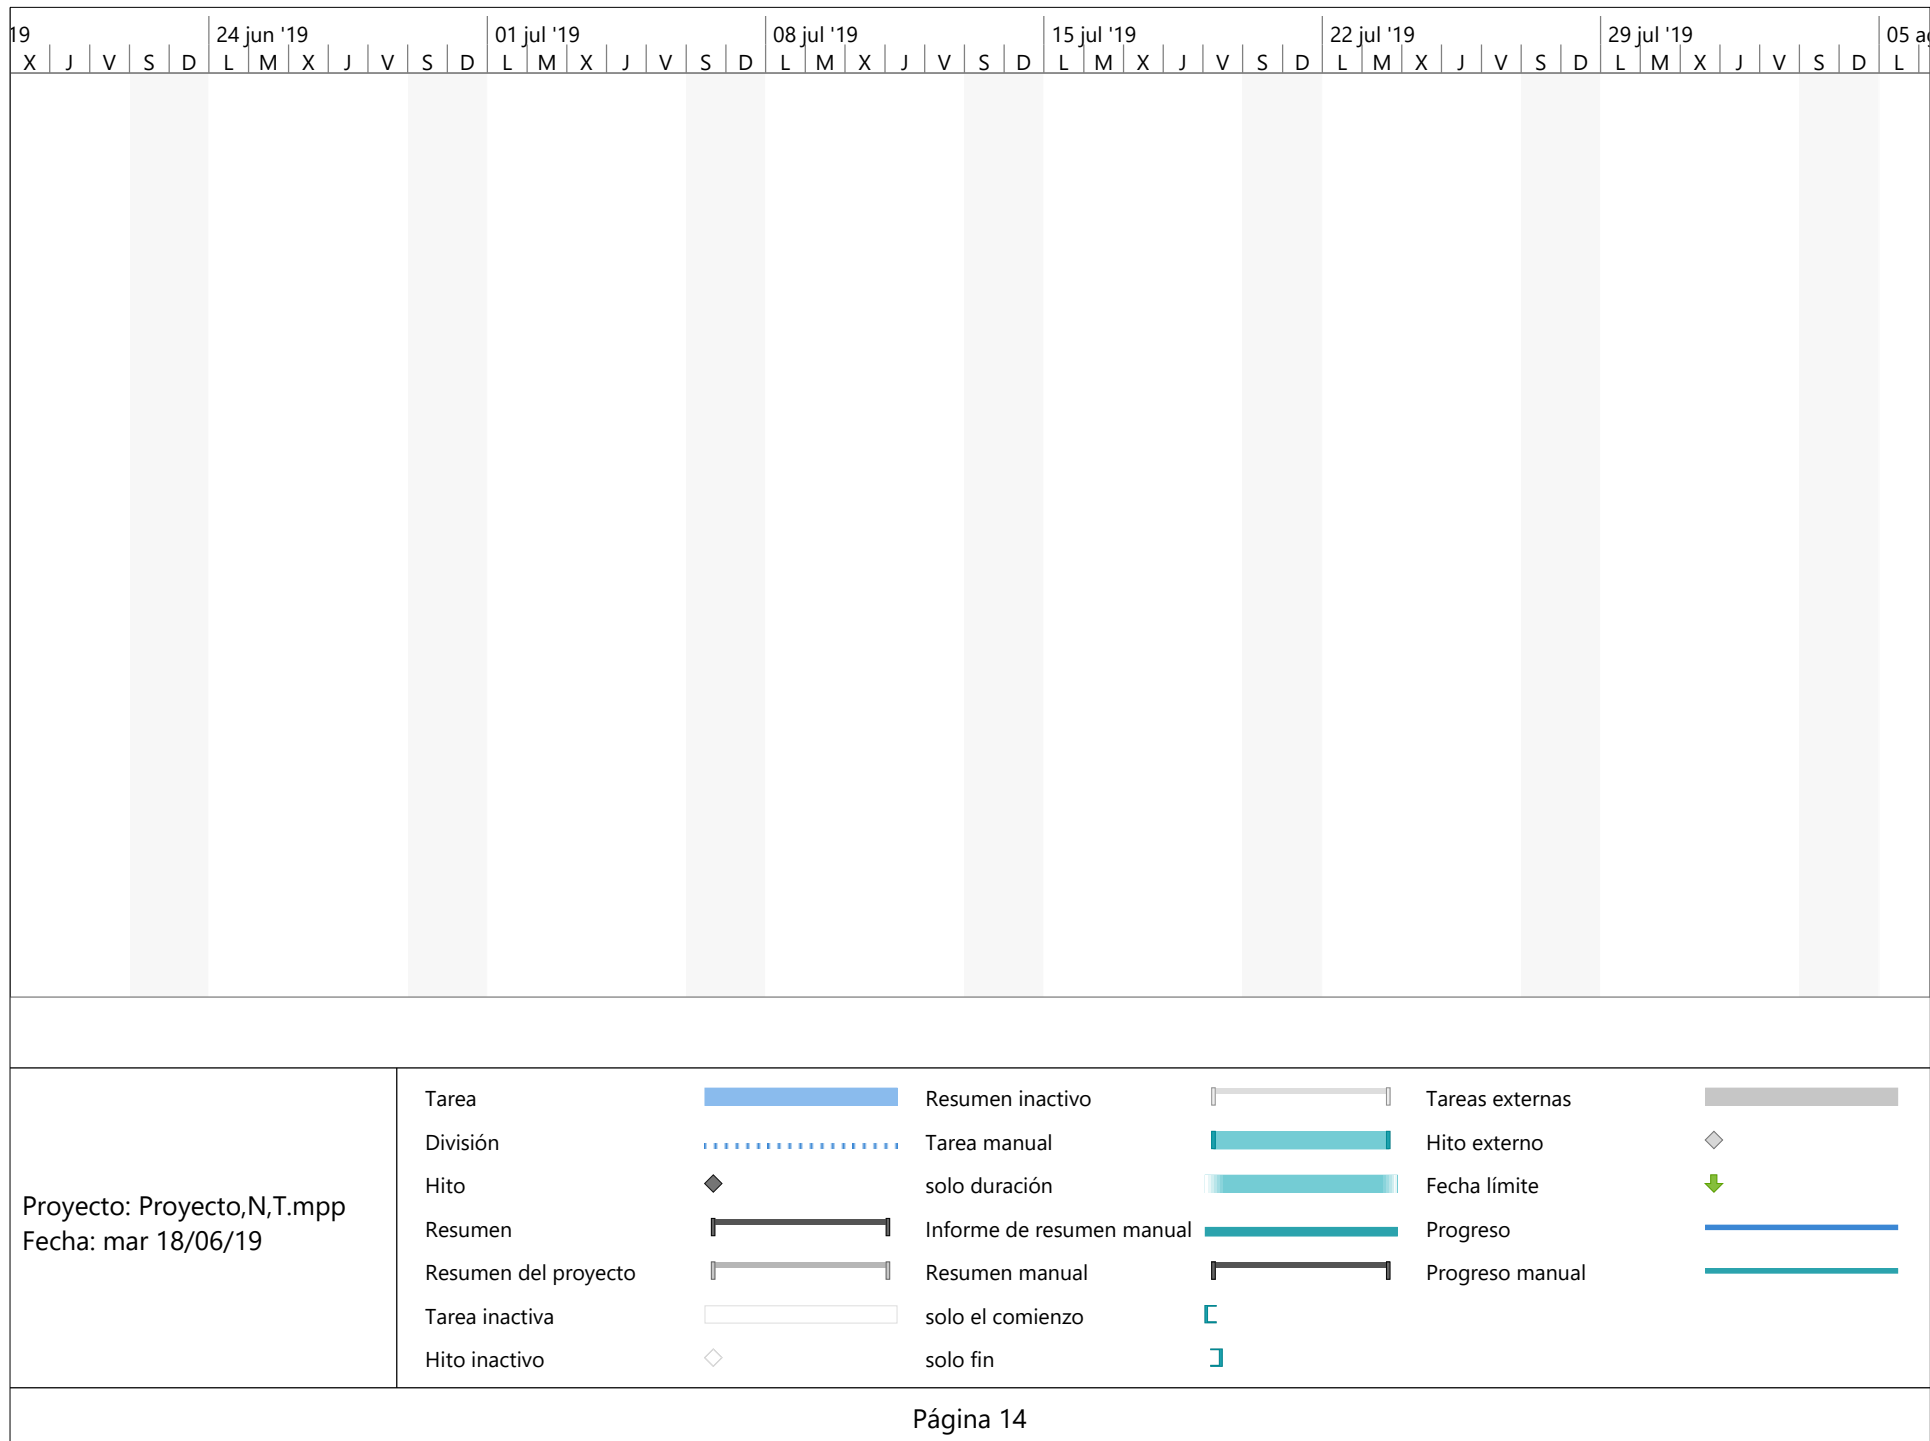 19 24 jun '19 01 jul '19 08 jul '19 15 jul '19 22 jul '19 29 jul '19 05
X J V S D L M X J V S D L M X J V S D L M X J V S D L M X J V S D L M X J V S D L M X J V S D L
Tarea Resumen inactivo Tareas externas
División Tarea manual Hito externo
Hito solo duración Fecha límite
Resumen Informe de resumen manual Progreso
Resumen del proyecto Resumen manual Progreso manual
Tarea inactiva solo el comienzo
Hito inactivo solo fin
Proyecto: Proyecto,N,T.mpp
Fecha: mar 18/06/19
Página 14